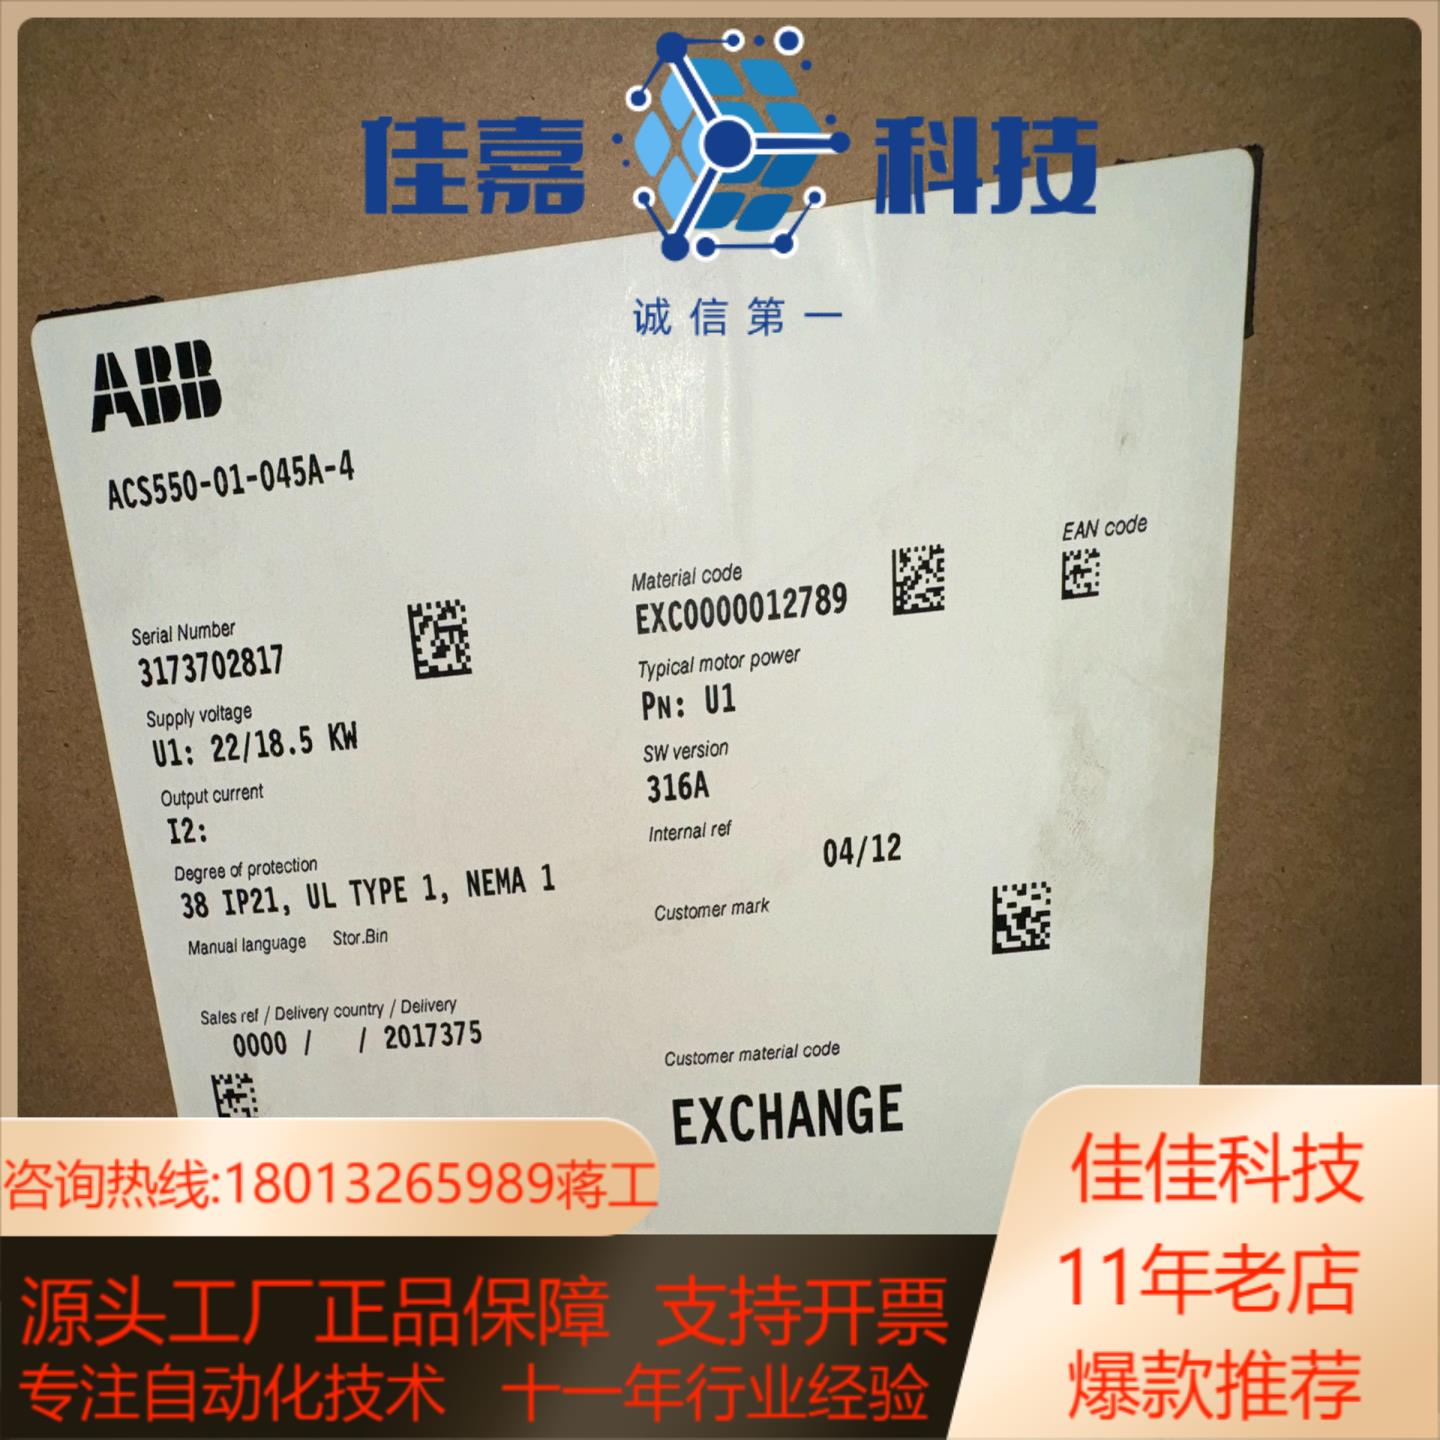 佳嘉 科技
诚信第一
ABB
ACS550-01-045A-4
EAN code
Material code
EXC0000012789
Serial Number
3173702817
Typical motor power
PN: U1
Supply voltage
U1: 22/18.5 KW
SW version
316A
Output current
I2:
Internal ref
04/12
Degree of protection
38 IP21, UL TYPE 1, NEMA 1
Customer mark
Manual language Stor.Bin
Sales ref / Delivery country / Delivery
0000 / / 2017375
Customer material code
EXCHANGE
咨询热线:18013265989蒋工
佳佳科技
11年老店
爆款推荐
源头工厂正品保障 支持开票
专注自动化技术 十一年行业经验